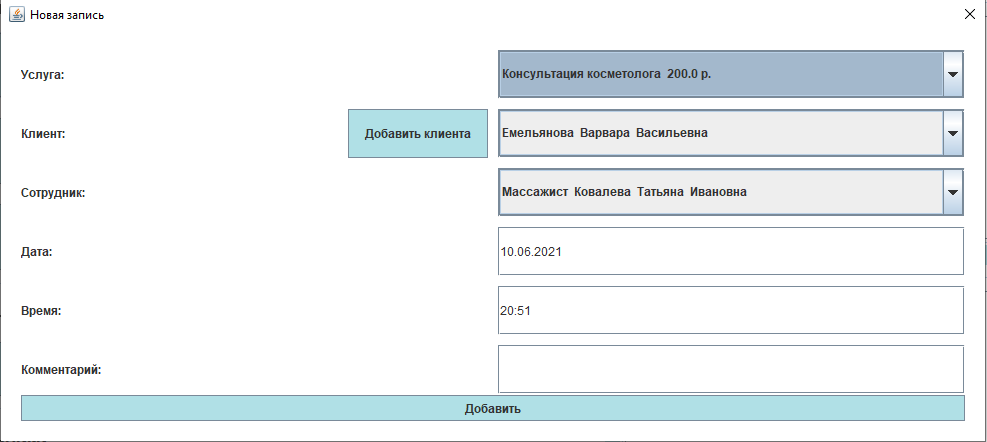 Новая запись
Услуга:
Консультация косметолога 200.0 р.
Клиент:
Добавить клиента
Емельянова Варвара Васильевна
Сотрудник:
Массажист Ковалева Татьяна Ивановна
Дата:
10.06.2021
Время:
20:51
Комментарий:
Добавить